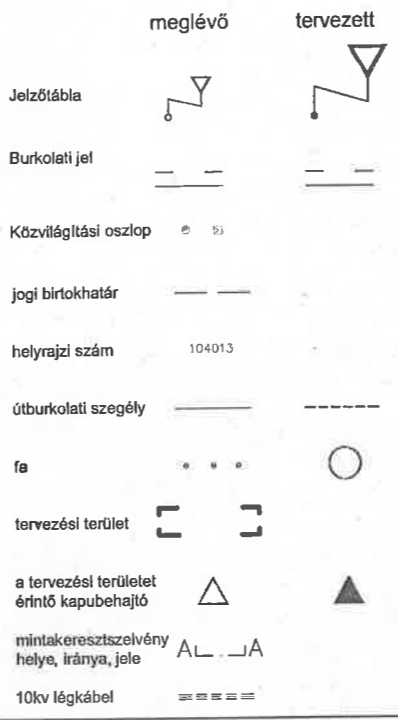 meglévő tervezett
Jelzőtábla
Burkolati jel
Közvilágítási oszlop
jogi birtokhatár
helyrajzi szám 104013
útburkolati szegély
fa
tervezési terület
a tervezési területet
érintő kapubehajtó
mintakeresztszelvény
helye, iránya, jele A A
10kv légkábel